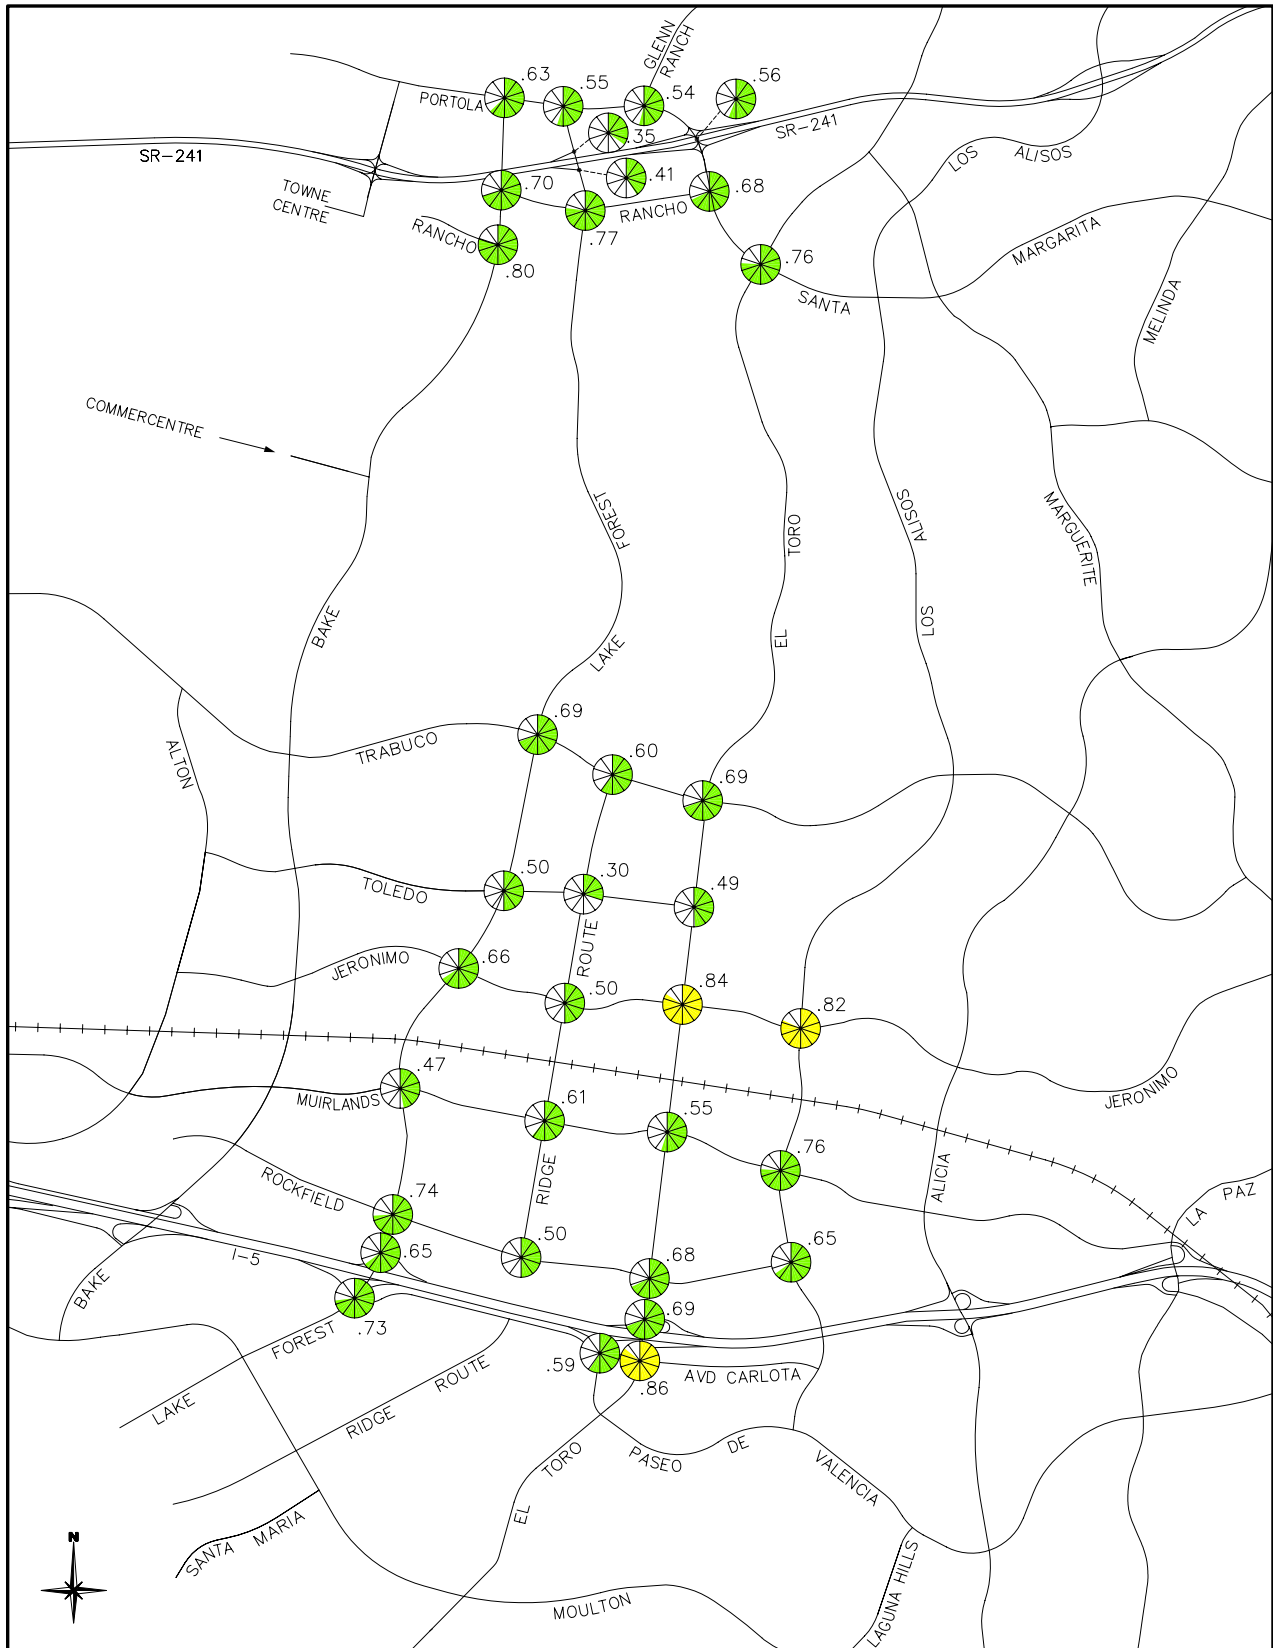 GLENN
RANCH
.63
.55
.54
.56
PORTOLA
.35
SR-241
SR-241
LOS ALISOS
.41
.70
.68
TOWNE
CENTRE
RANCHO
RANCHO
.77
.80
.76
SANTA
MARGARITA
MELINDA
COMMERCENTRE
FOREST
TORO
ALISOS
MARGUERITE
BAKE
LAKE
EL
LOS
.69
TRABUCO
.60
.69
ALTON
.50
.30
.49
TOLEDO
ROUTE
JERONIMO
.66
.50
.84
.82
.47
MUIRLANDS
.61
.55
JERONIMO
.76
RIDGE
ROCKFIELD
ALICIA
LA PAZ
.74
.65
.50
.68
.65
I-5
BAKE
.73
.69
FOREST
.59
.86
AVD CARLOTA
LAKE
RIDGE ROUTE
PASEO DE VALENCIA
EL TORO
SANTA MARIA
N
MOULTON
LAGUNA HILLS